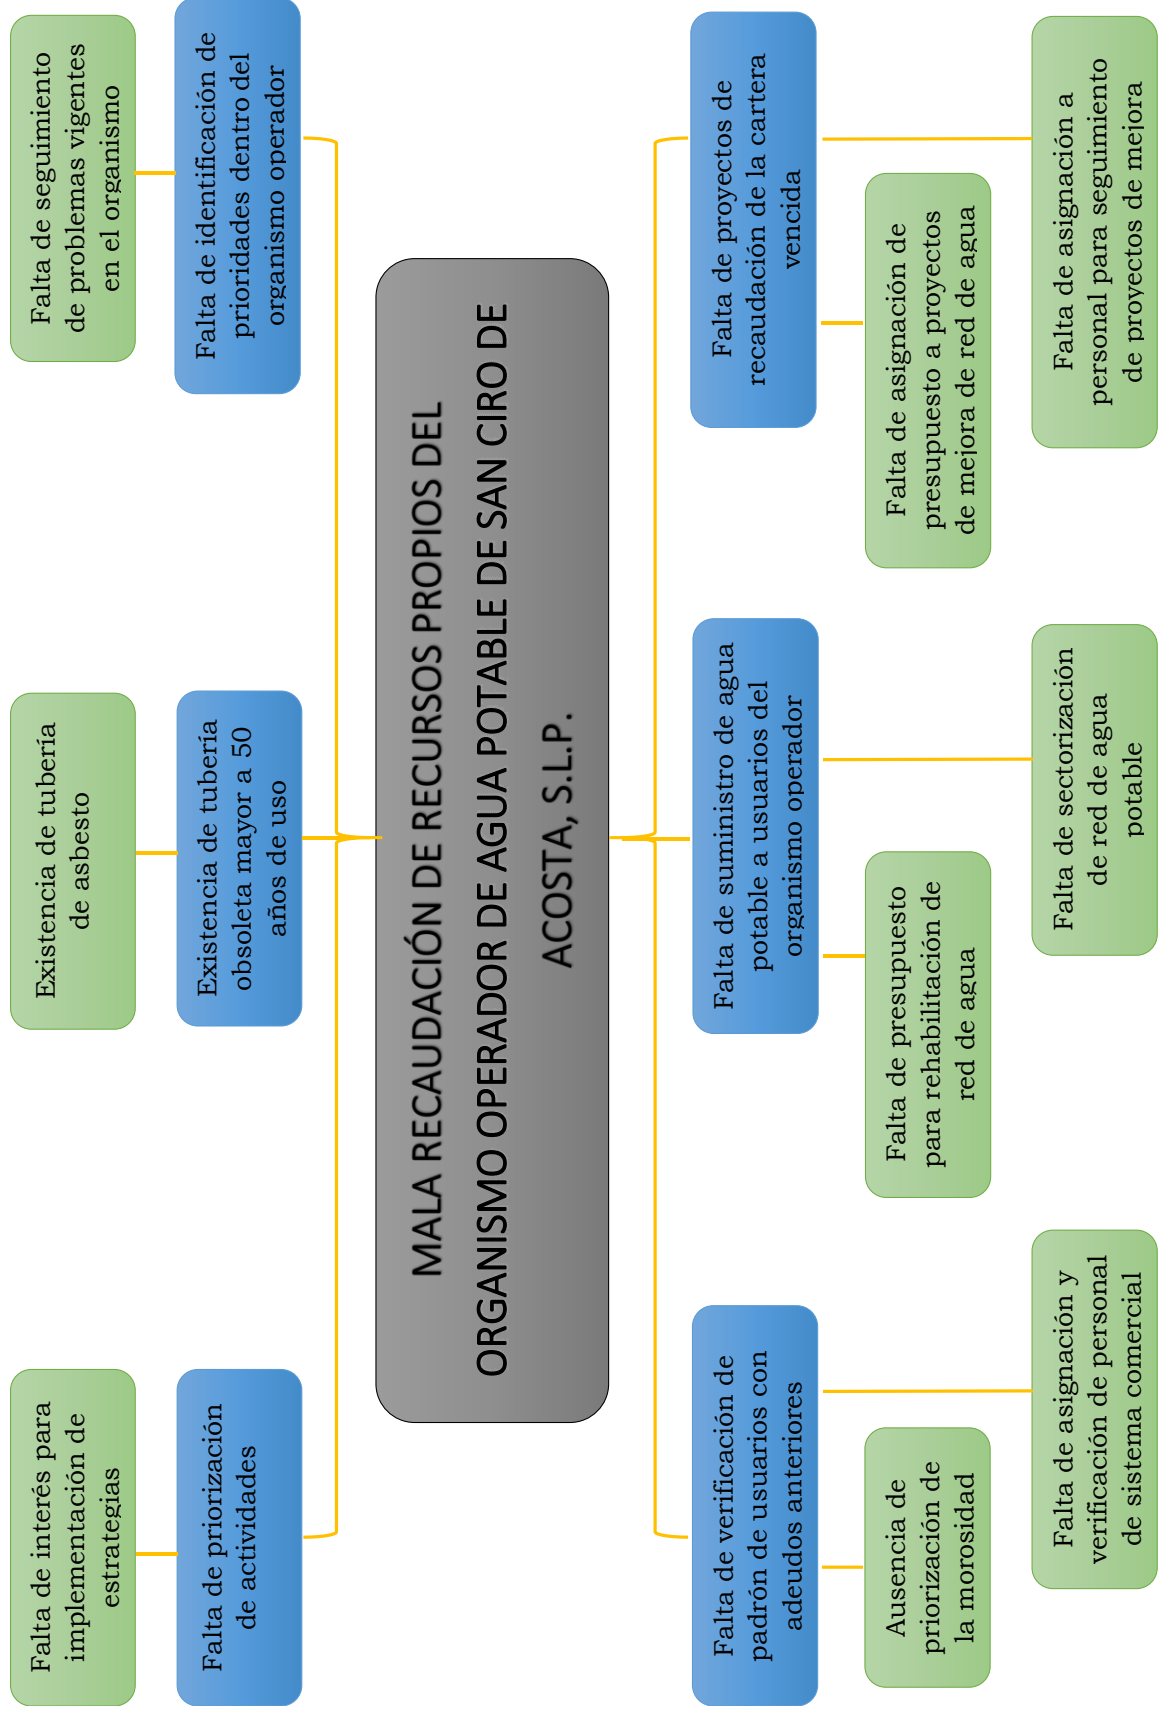 Falta de interés para
implementación de
estrategias
Existencia de tubería
de asbesto
Falta de seguimiento
de problemas vigentes
en el organismo
Falta de priorización
de actividades
Existencia de tubería
obsoleta mayor a 50
años de uso
Falta de identificación de
prioridades dentro del
organismo operador
MALA RECAUDACIÓN DE RECURSOS PROPIOS DEL
ORGANISMO OPERADOR DE AGUA POTABLE DE SAN CIRO DE
ACOSTA, S.L.P.
Falta de verificación de
padrón de usuarios con
adeudos anteriores
Falta de suministro de agua
potable a usuarios del
organismo operador
Falta de proyectos de
recaudación de la cartera
vencida
Ausencia de
priorización de
la morosidad
Falta de presupuesto
para rehabilitación de
red de agua
Falta de asignación de
presupuesto a proyectos
de mejora de red de agua
Falta de asignación y
verificación de personal
de sistema comercial
Falta de sectorización
de red de agua
potable
Falta de asignación a
personal para seguimiento
de proyectos de mejora